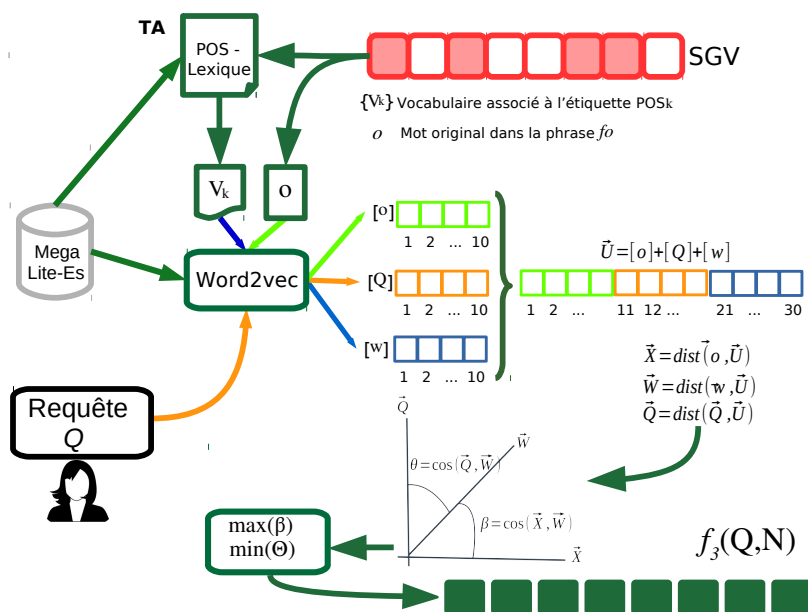 TA
POS -
Lexique
SGV
{Vk} Vocabulaire associé à l'étiquette POSk
o Mot original dans la phrase fo
Vk
o
Mega
Lite-Es
Word2vec
[o]
1 2 ... 10
[Q]
1 2 ... 10
[w]
1 2 ... 10
U⃗=[o]+[Q]+[w]
1 2 ... 11 12... 21 ... 30
X⃗=dist(o⃗,U⃗)
W⃗=dist(w⃗,U⃗)
Q⃗=dist(Q⃗,U⃗)
Requête
Q
Q⃗
W⃗
θ=cos(Q⃗,W⃗)
β=cos(X⃗,W⃗)
X⃗
max(β)
min(Θ)
f3(Q,N)